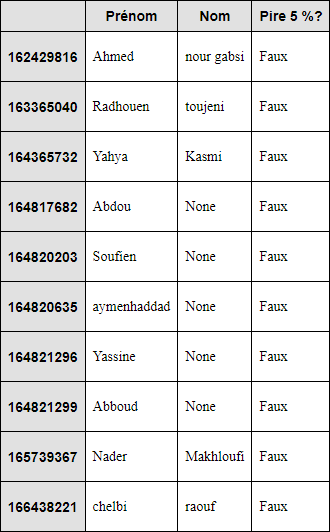 Prénom Nom Pire 5 %?
162429816 Ahmed nour gabsi Faux
163365040 Radhouen toujeni Faux
164365732 Yahya Kasmi Faux
164817682 Abdou None Faux
164820203 Soufien None Faux
164820635 aymenhaddad None Faux
164821296 Yassine None Faux
164821299 Abboud None Faux
165739367 Nader Makhloufi Faux
166438221 chelbi raouf Faux